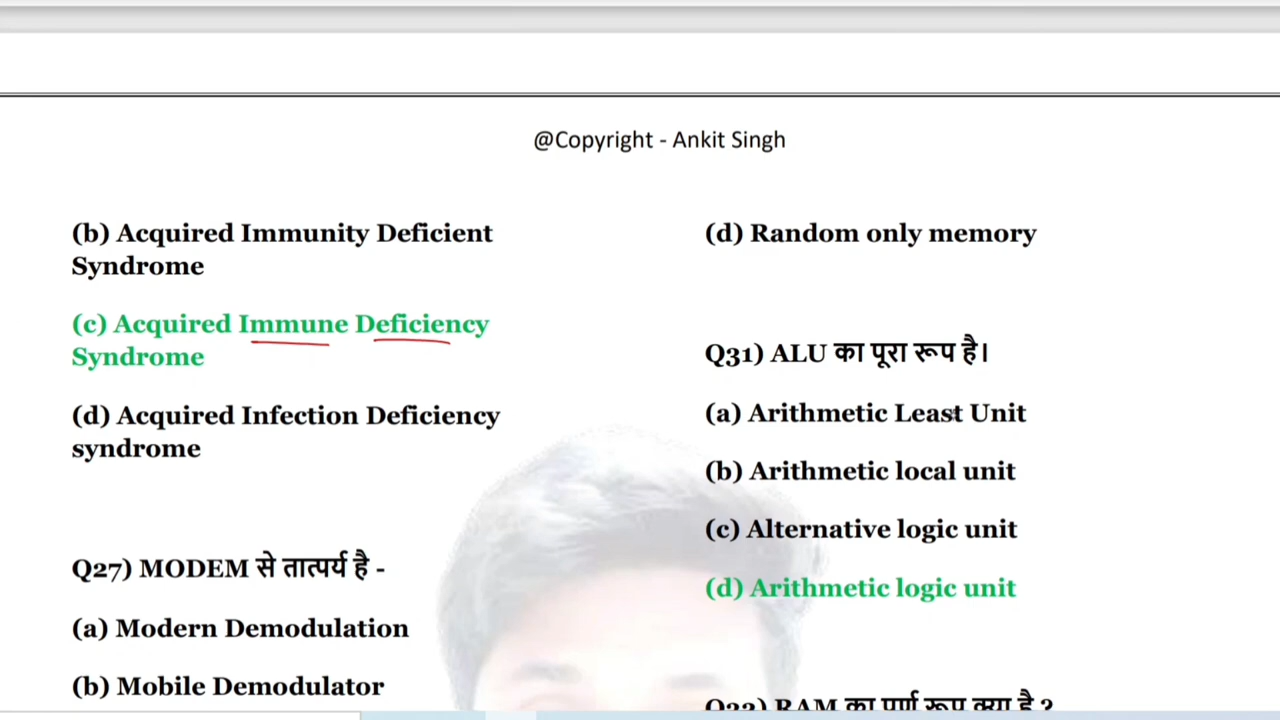 @Copyright - Ankit Singh
(b) Acquired Immunity Deficient
Syndrome
(c) Acquired Immune Deficiency
Syndrome
(d) Acquired Infection Deficiency
syndrome
Q27) MODEM से तात्पर्य है -
(a) Modern Demodulation
(b) Mobile Demodulator
(d) Random only memory
Q31) ALU का पूरा रूप है।
(a) Arithmetic Least Unit
(b) Arithmetic local unit
(c) Alternative logic unit
(d) Arithmetic logic unit
RAM का पूर्ण रूप क्या है ?